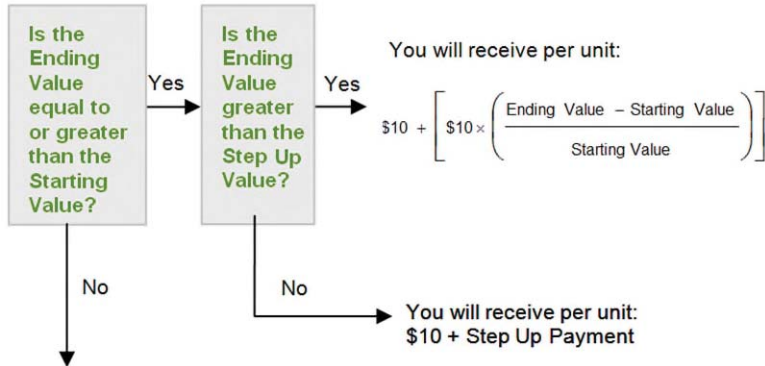 Is the
Ending
Value
equal to
or greater
than the
Starting
Value?
Yes
Is the
Ending
Value
greater
than the
Step Up
Value?
Yes
You will receive per unit:
$10 + [ $10 × ( Ending Value – Starting Value
Starting Value ) ]
No
No
You will receive per unit:
$10 + Step Up Payment